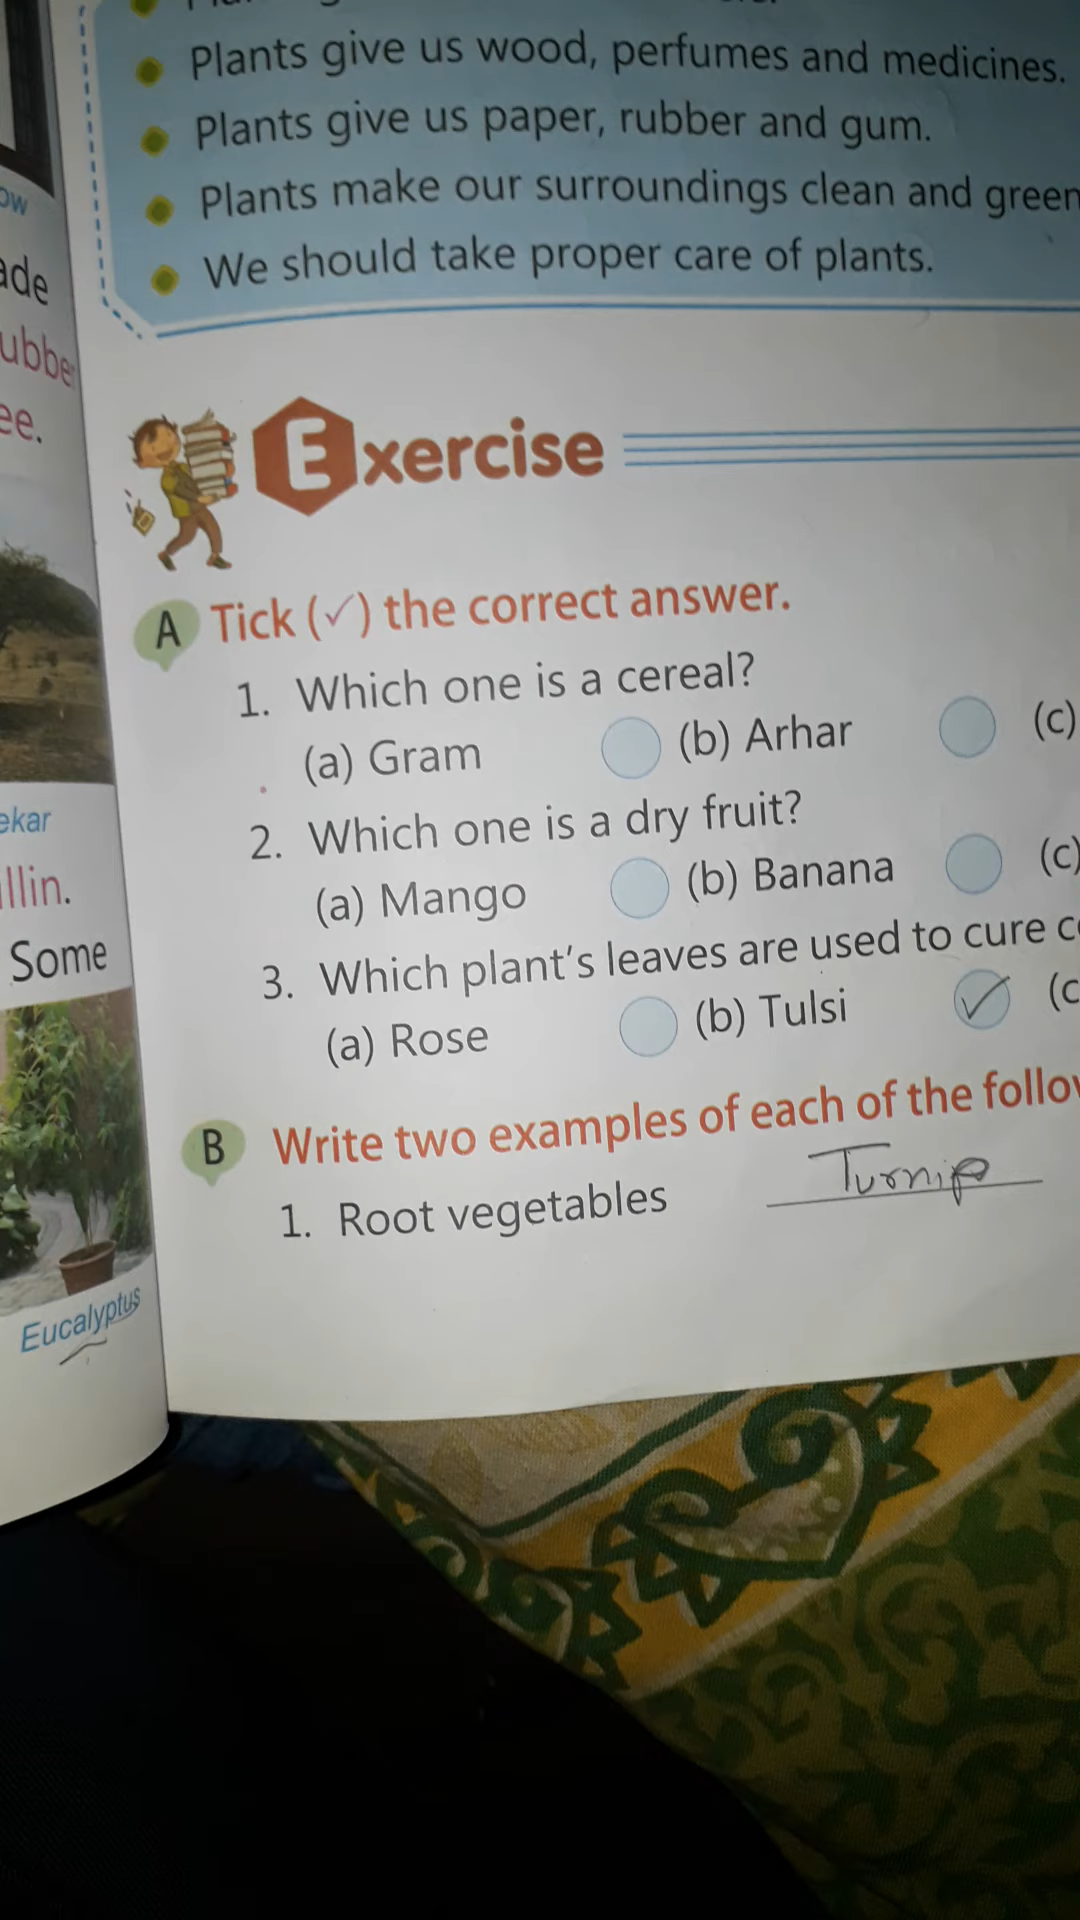 Plants give us wood, perfumes and medicines.
Plants give us paper, rubber and gum.
Plants make our surroundings clean and green
We should take proper care of plants.
ow
ade
ubber
ee.
Exercise
A Tick (✓) the correct answer.
1. Which one is a cereal?
(a) Gram (b) Arhar (c)
2. Which one is a dry fruit?
(a) Mango (b) Banana (c)
3. Which plant's leaves are used to cure c
(a) Rose (b) Tulsi ✓ (c
B Write two examples of each of the follow
1. Root vegetables Turnip
ekar
llin.
Some
Eucalyptus